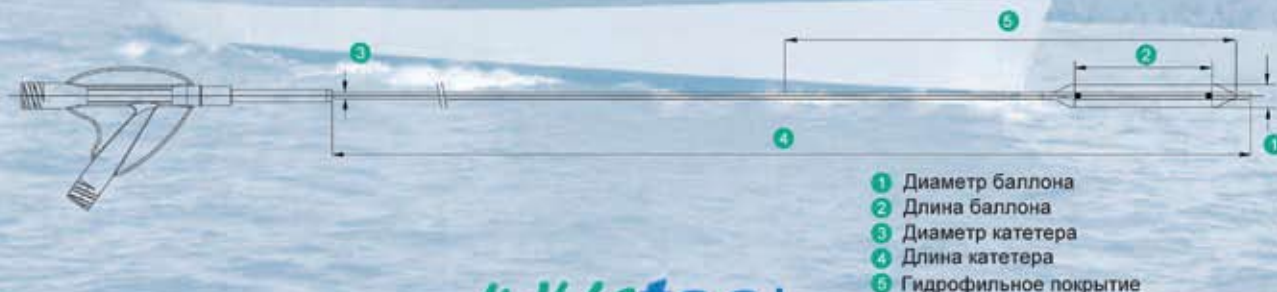 5
3
2
4
1
1 Диаметр баллона
2 Длина баллона
3 Диаметр катетера
4 Длина катетера
5 Гидрофильное покрытие